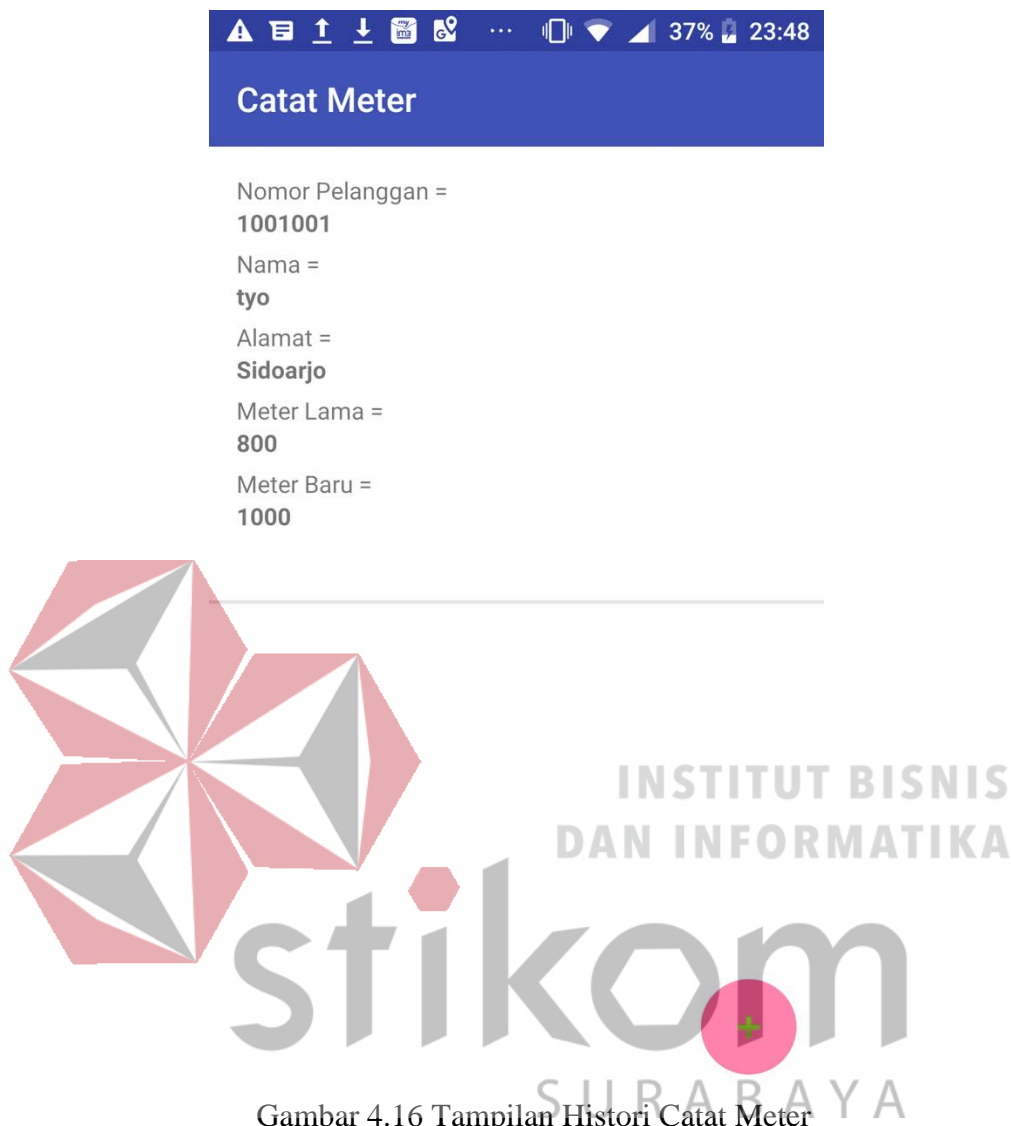 37% 23:48
Catat Meter
Nomor Pelanggan =
1001001
Nama =
tyo
Alamat =
Sidoarjo
Meter Lama =
800
Meter Baru =
1000
INSTITUT BISNIS
DAN INFORMATIKA
stikom
SURABAYA
+
Gambar 4.16 Tampilan Histori Catat Meter